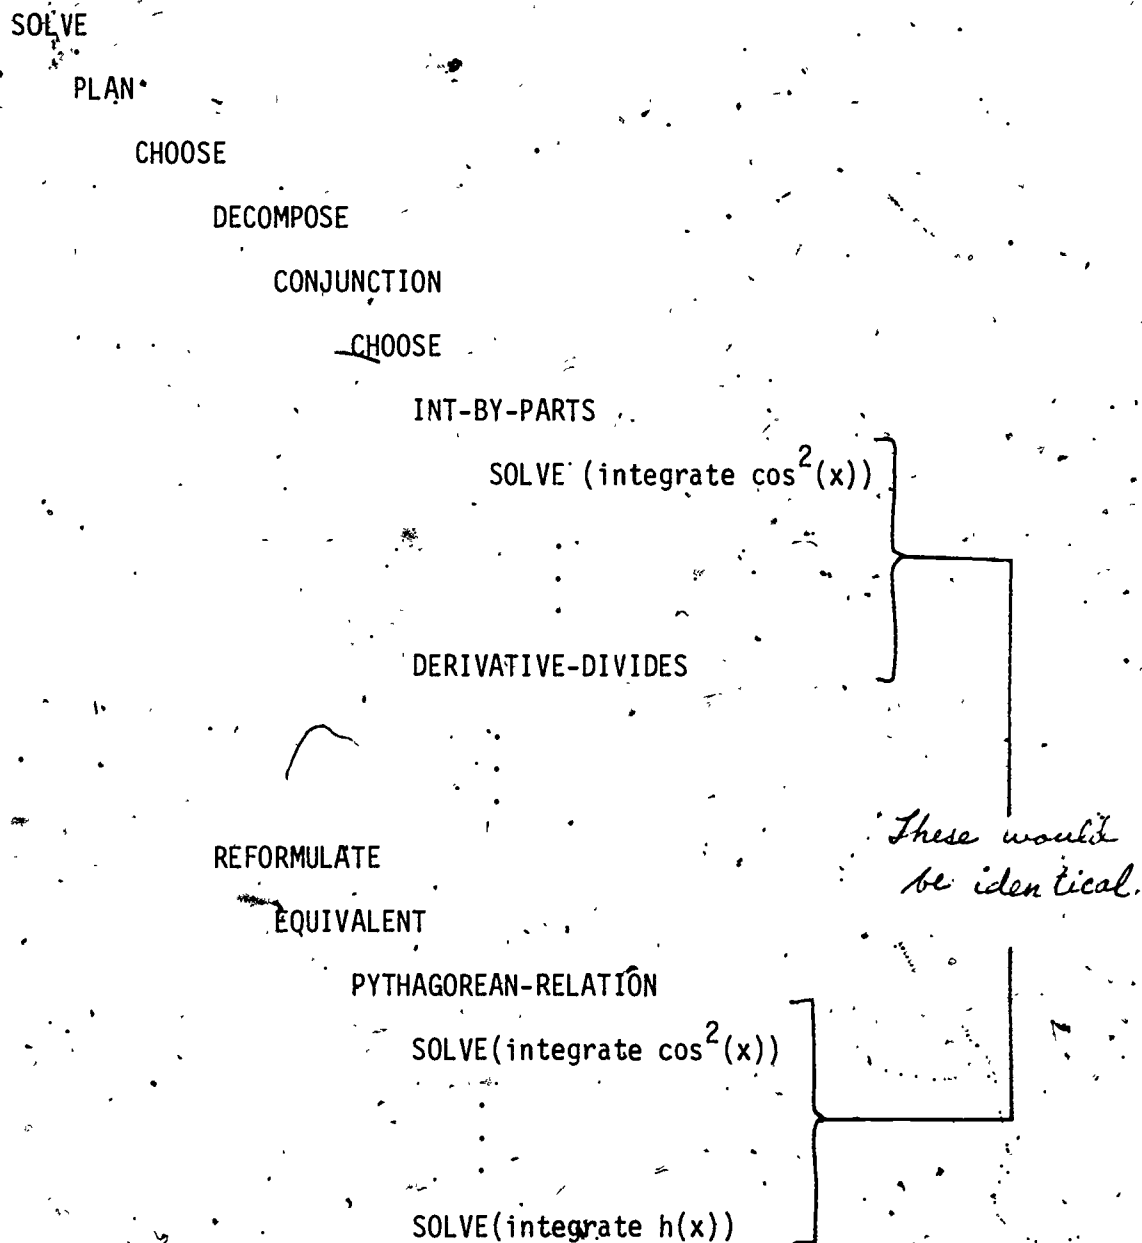 SOLVE
PLAN
CHOOSE
DECOMPOSE
CONJUNCTION
CHOOSE
INT-BY-PARTS
SOLVE (integrate cos²(x))
DERIVATIVE-DIVIDES
These would
be identical.
REFORMULATE
EQUIVALENT
PYTHAGOREAN-RELATION
SOLVE(integrate cos²(x))
SOLVE(integrate h(x))